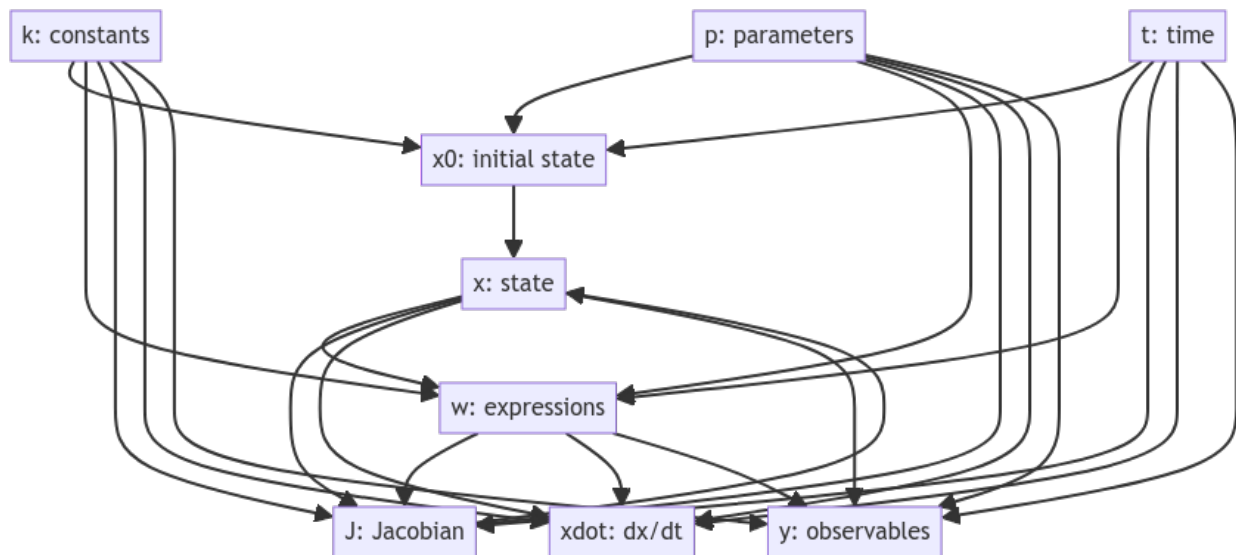 k: constants
p: parameters
t: time
x0: initial state
x: state
w: expressions
J: Jacobian
xdot: dx/dt
y: observables